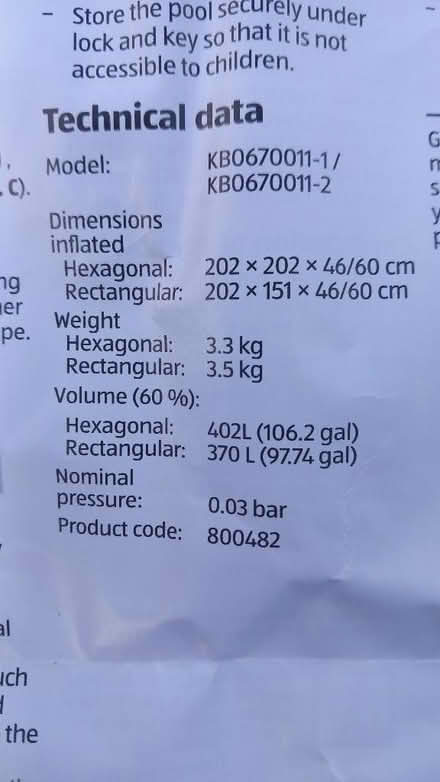 – Store the pool securely under
lock and key so that it is not
accessible to children.
Technical data
Model: KB0670011-1 /
KB0670011-2
Dimensions
inflated
Hexagonal: 202 × 202 × 46/60 cm
Rectangular: 202 × 151 × 46/60 cm
Weight
Hexagonal: 3.3 kg
Rectangular: 3.5 kg
Volume (60 %):
Hexagonal: 402L (106.2 gal)
Rectangular: 370 L (97.74 gal)
Nominal
pressure: 0.03 bar
Product code: 800482
C).
pe.
the